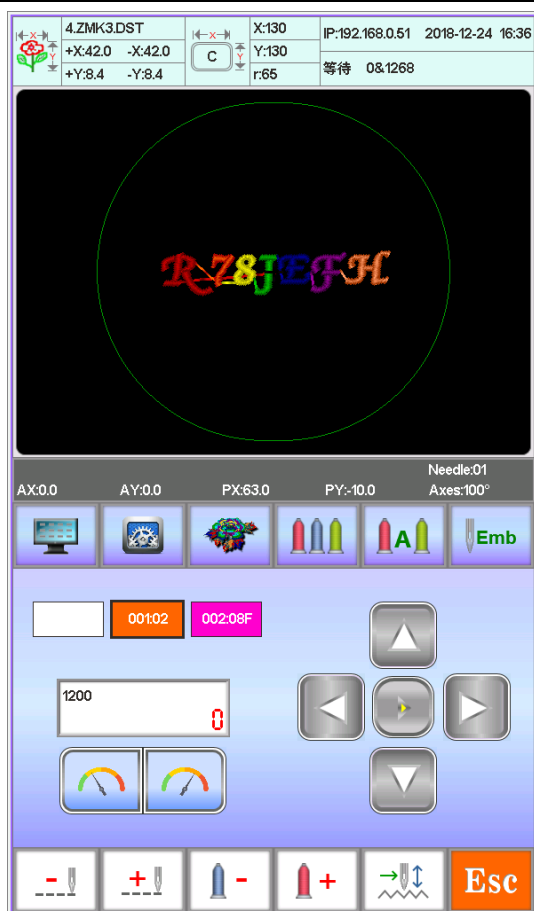 4.ZMK3.DST
+X:42.0 -X:42.0
+Y:8.4 -Y:8.4
X
Y
C
X
Y
X:130
Y:130
r:65
IP:192.168.0.51 2018-12-24 16:36
等待 0&1268
RZ8JEFH
Needle:01
AX:0.0 AY:0.0 PX:63.0 PY:-10.0 Axes:100°
A
Emb
001:02 002:08F
1200
0
- + - + Esc